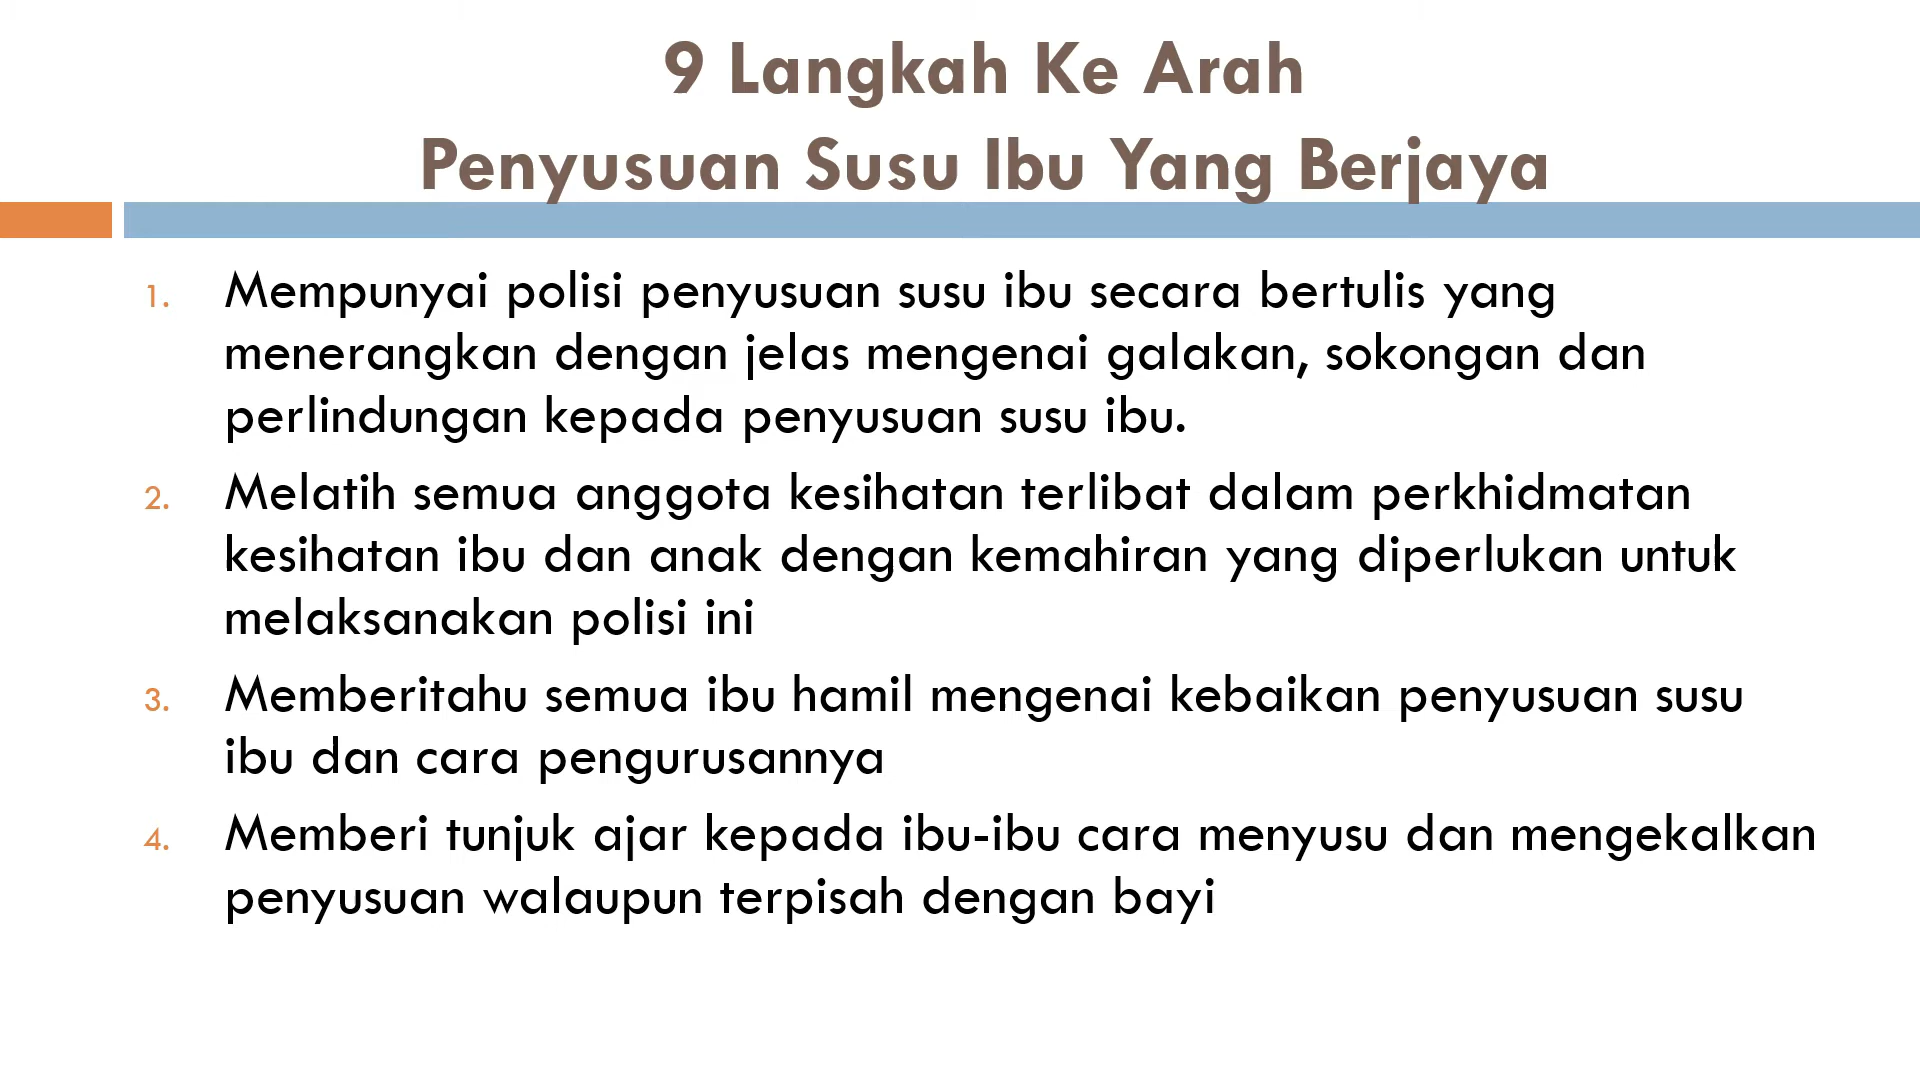 9 Langkah Ke Arah
Penyusuan Susu Ibu Yang Berjaya
1. Mempunyai polisi penyusuan susu ibu secara bertulis yang
menerangkan dengan jelas mengenai galakan, sokongan dan
perlindungan kepada penyusuan susu ibu.
2. Melatih semua anggota kesihatan terlibat dalam perkhidmatan
kesihatan ibu dan anak dengan kemahiran yang diperlukan untuk
melaksanakan polisi ini
3. Memberitahu semua ibu hamil mengenai kebaikan penyusuan susu
ibu dan cara pengurusannya
4. Memberi tunjuk ajar kepada ibu-ibu cara menyusu dan mengekalkan
penyusuan walaupun terpisah dengan bayi